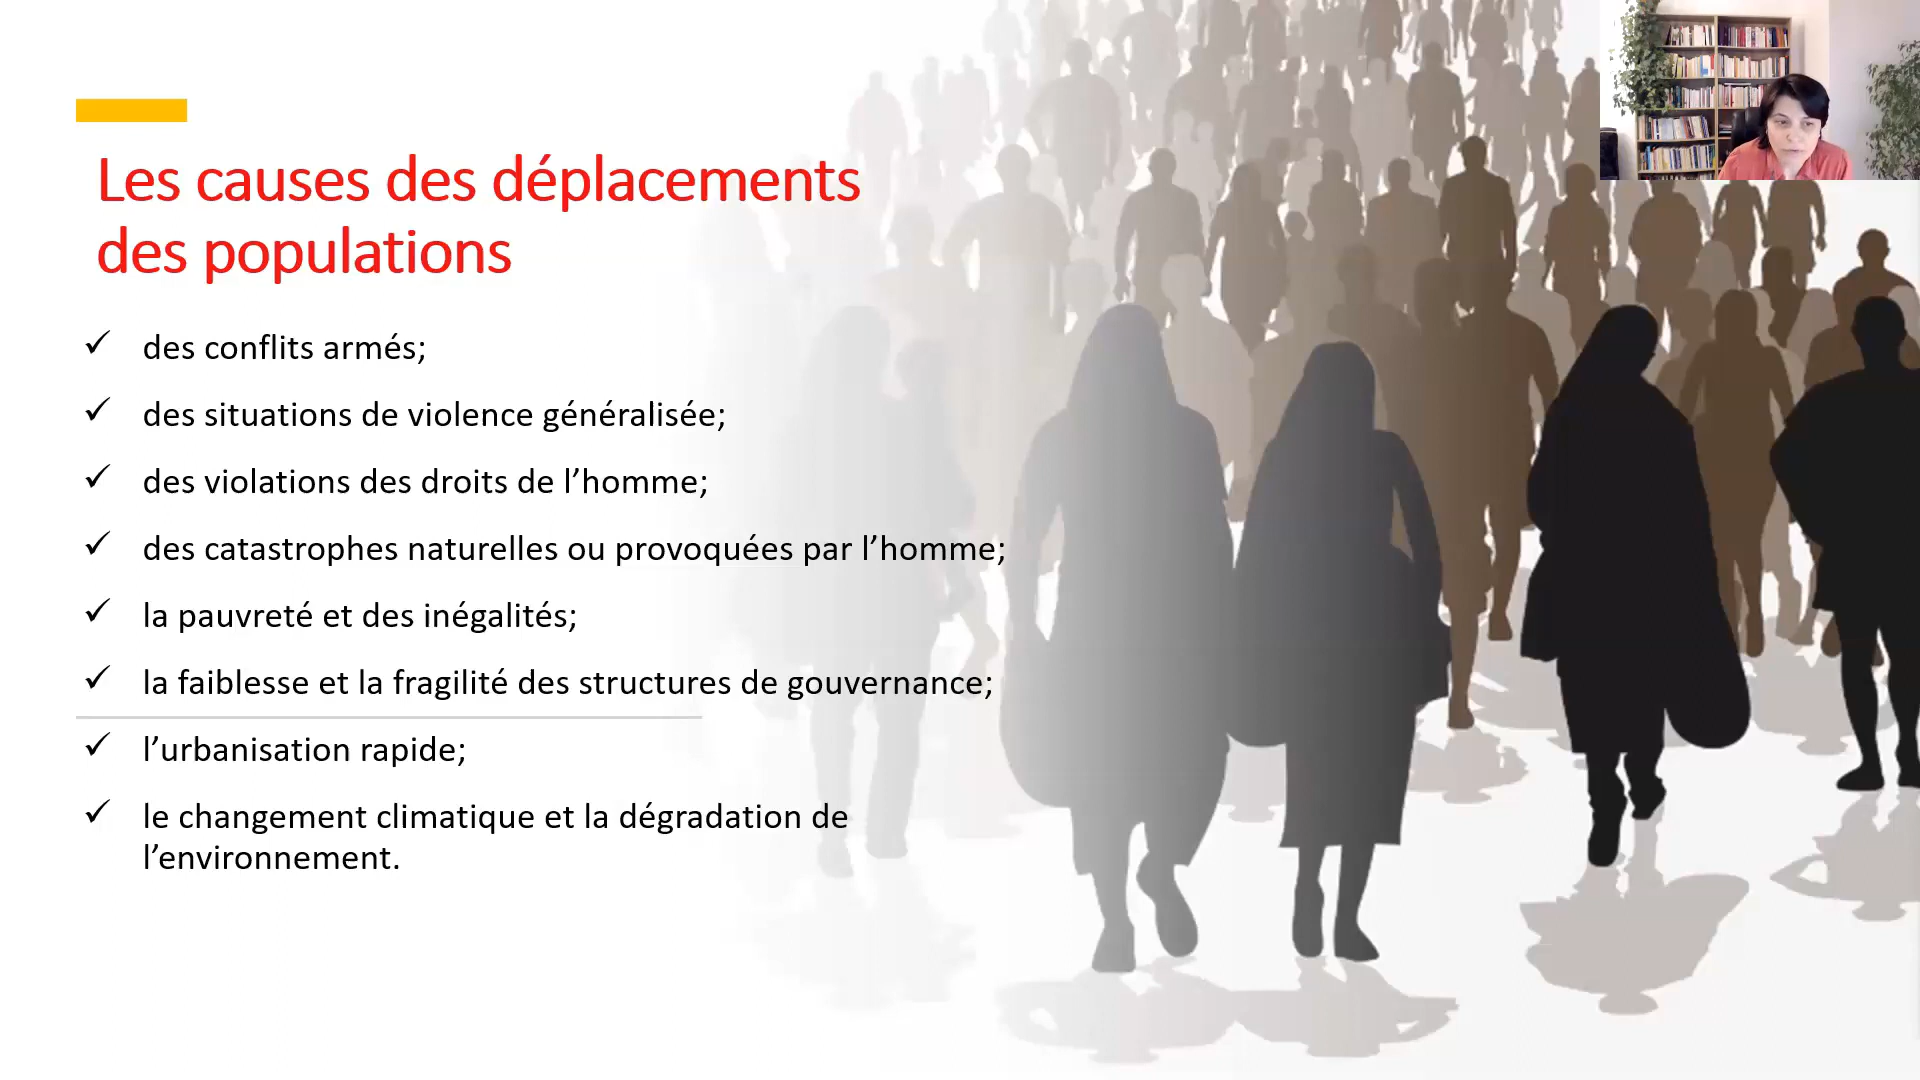 Les causes des déplacements
des populations
✓ des conflits armés;
✓ des situations de violence généralisée;
✓ des violations des droits de l’homme;
✓ des catastrophes naturelles ou provoquées par l’homme;
✓ la pauvreté et des inégalités;
✓ la faiblesse et la fragilité des structures de gouvernance;
✓ l’urbanisation rapide;
✓ le changement climatique et la dégradation de
l’environnement.